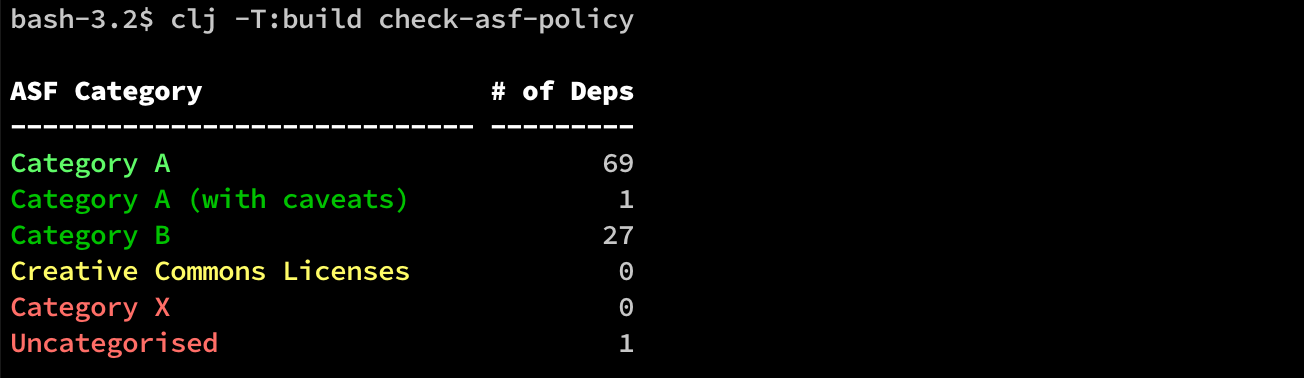 bash-3.2$ clj -T:build check-asf-policy
ASF Category                  # of Deps
----------------------------- ---------
Category A                           69
Category A (with caveats)             1
Category B                           27
Creative Commons Licenses             0
Category X                            0
Uncategorised                         1